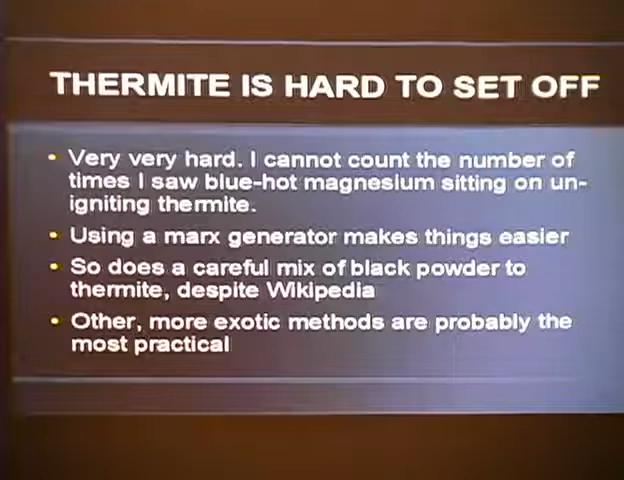 THERMITE IS HARD TO SET OFF
• Very very hard. I cannot count the number of
times I saw blue-hot magnesium sitting on un-
igniting thermite.
• Using a marx generator makes things easier
• So does a careful mix of black powder to
thermite, despite Wikipedia
• Other, more exotic methods are probably the
most practical